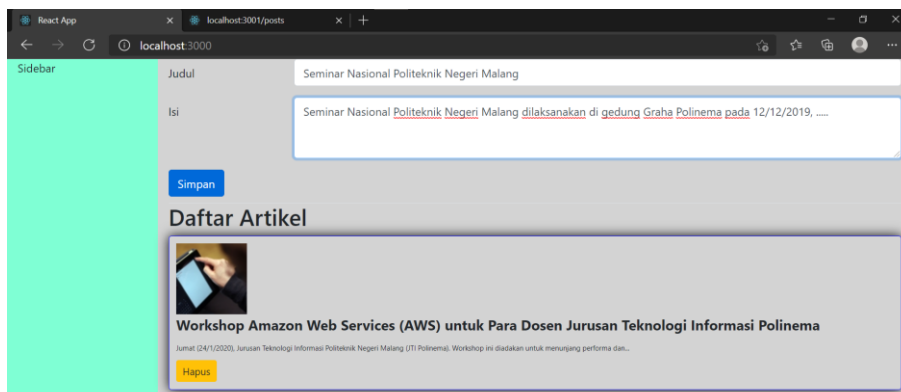 React App
localhost:3001/posts
localhost:3000
Sidebar
Judul
Seminar Nasional Politeknik Negeri Malang
Isi
Seminar Nasional Politeknik Negeri Malang dilaksanakan di gedung Graha Polinema pada 12/12/2019, .....
Simpan
Daftar Artikel
Workshop Amazon Web Services (AWS) untuk Para Dosen Jurusan Teknologi Informasi Polinema
Jumat (24/1/2020), Jurusan Teknologi Informasi Politeknik Negeri Malang (JTI Polinema). Workshop ini diadakan untuk menunjang performa dan...
Hapus